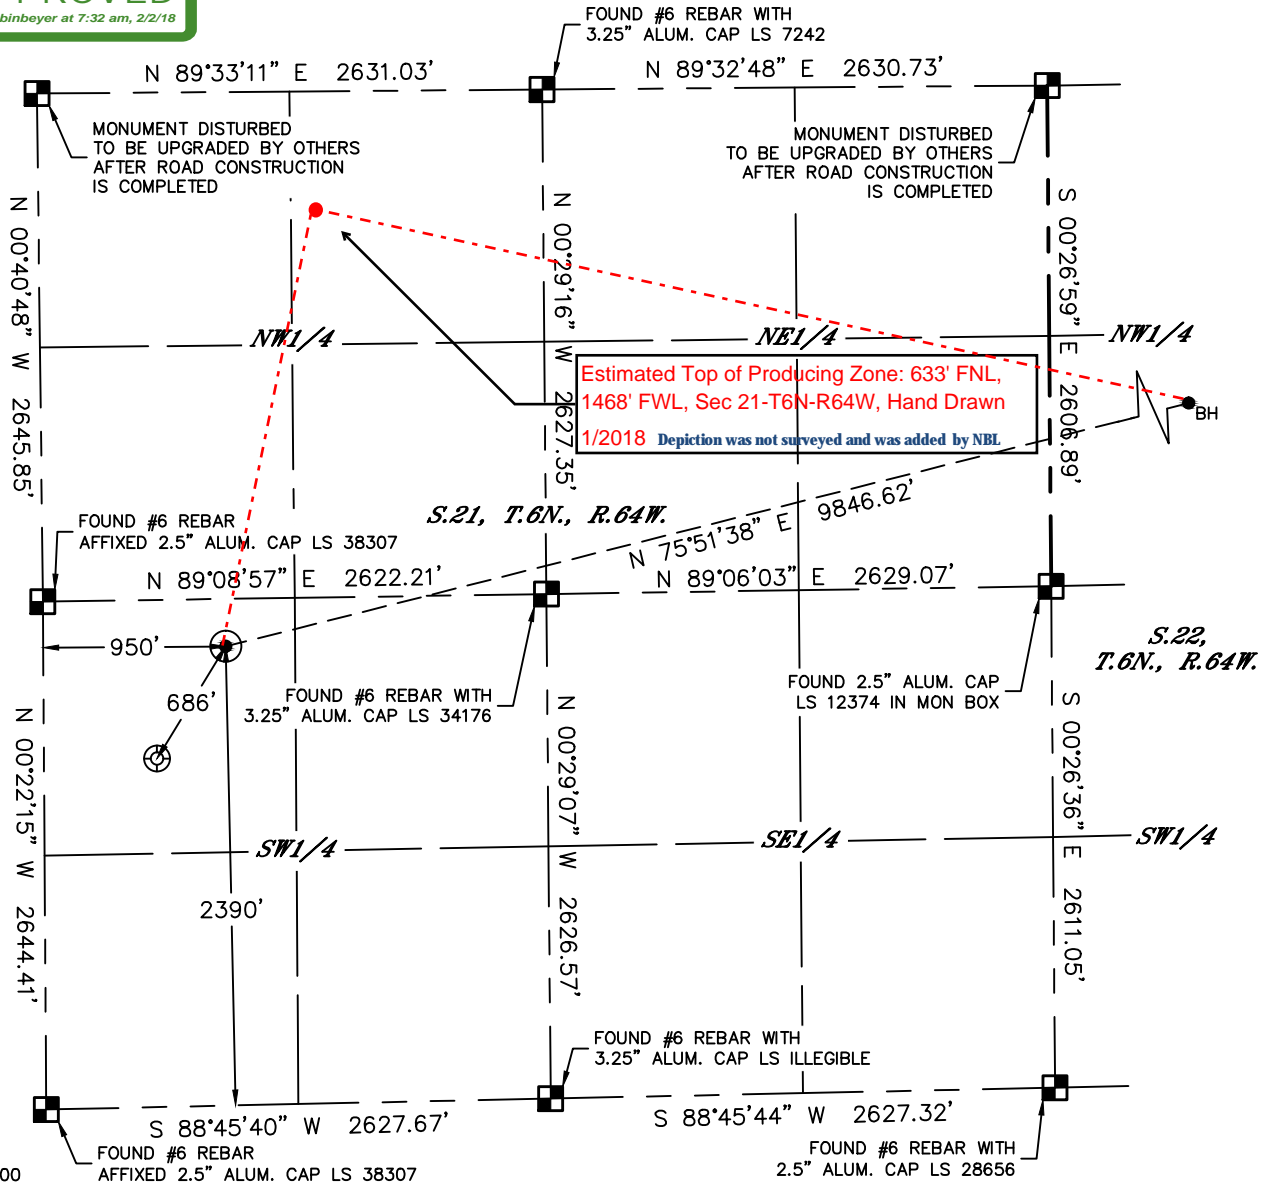 binbeyer at 7:32 am, 2/2/18
FOUND #6 REBAR WITH
3.25" ALUM. CAP LS 7242
N 89°33'11" E 2631.03'
N 89°32'48" E 2630.73'
MONUMENT DISTURBED
TO BE UPGRADED BY OTHERS
AFTER ROAD CONSTRUCTION
IS COMPLETED
MONUMENT DISTURBED
TO BE UPGRADED BY OTHERS
AFTER ROAD CONSTRUCTION
IS COMPLETED
N 00°40'48" W 2645.85'
N 00°29'16" W 2627.35'
S 00°26'59" E 2606.89'
NW1/4
NE1/4
NW1/4
Estimated Top of Producing Zone: 633' FNL,
1468' FWL, Sec 21-T6N-R64W, Hand Drawn
1/2018 Depiction was not surveyed and was added by NBL
BH
S.21, T.6N., R.64W.
N 75°51'38" E 9846.62'
FOUND #6 REBAR
AFFIXED 2.5" ALUM. CAP LS 38307
N 89°08'57" E 2622.21'
N 89°06'03" E 2629.07'
950'
686'
FOUND #6 REBAR WITH
3.25" ALUM. CAP LS 34176
FOUND 2.5" ALUM. CAP
LS 12374 IN MON BOX
S.22,
T.6N., R.64W.
N 00°22'15" W 2644.41'
N 00°29'07" W 2626.57'
S 00°26'36" E 2611.05'
SW1/4
SE1/4
SW1/4
2390'
FOUND #6 REBAR WITH
3.25" ALUM. CAP LS ILLEGIBLE
S 88°45'40" W 2627.67'
S 88°45'44" W 2627.32'
FOUND #6 REBAR
AFFIXED 2.5" ALUM. CAP LS 38307
FOUND #6 REBAR WITH
2.5" ALUM. CAP LS 28656
00